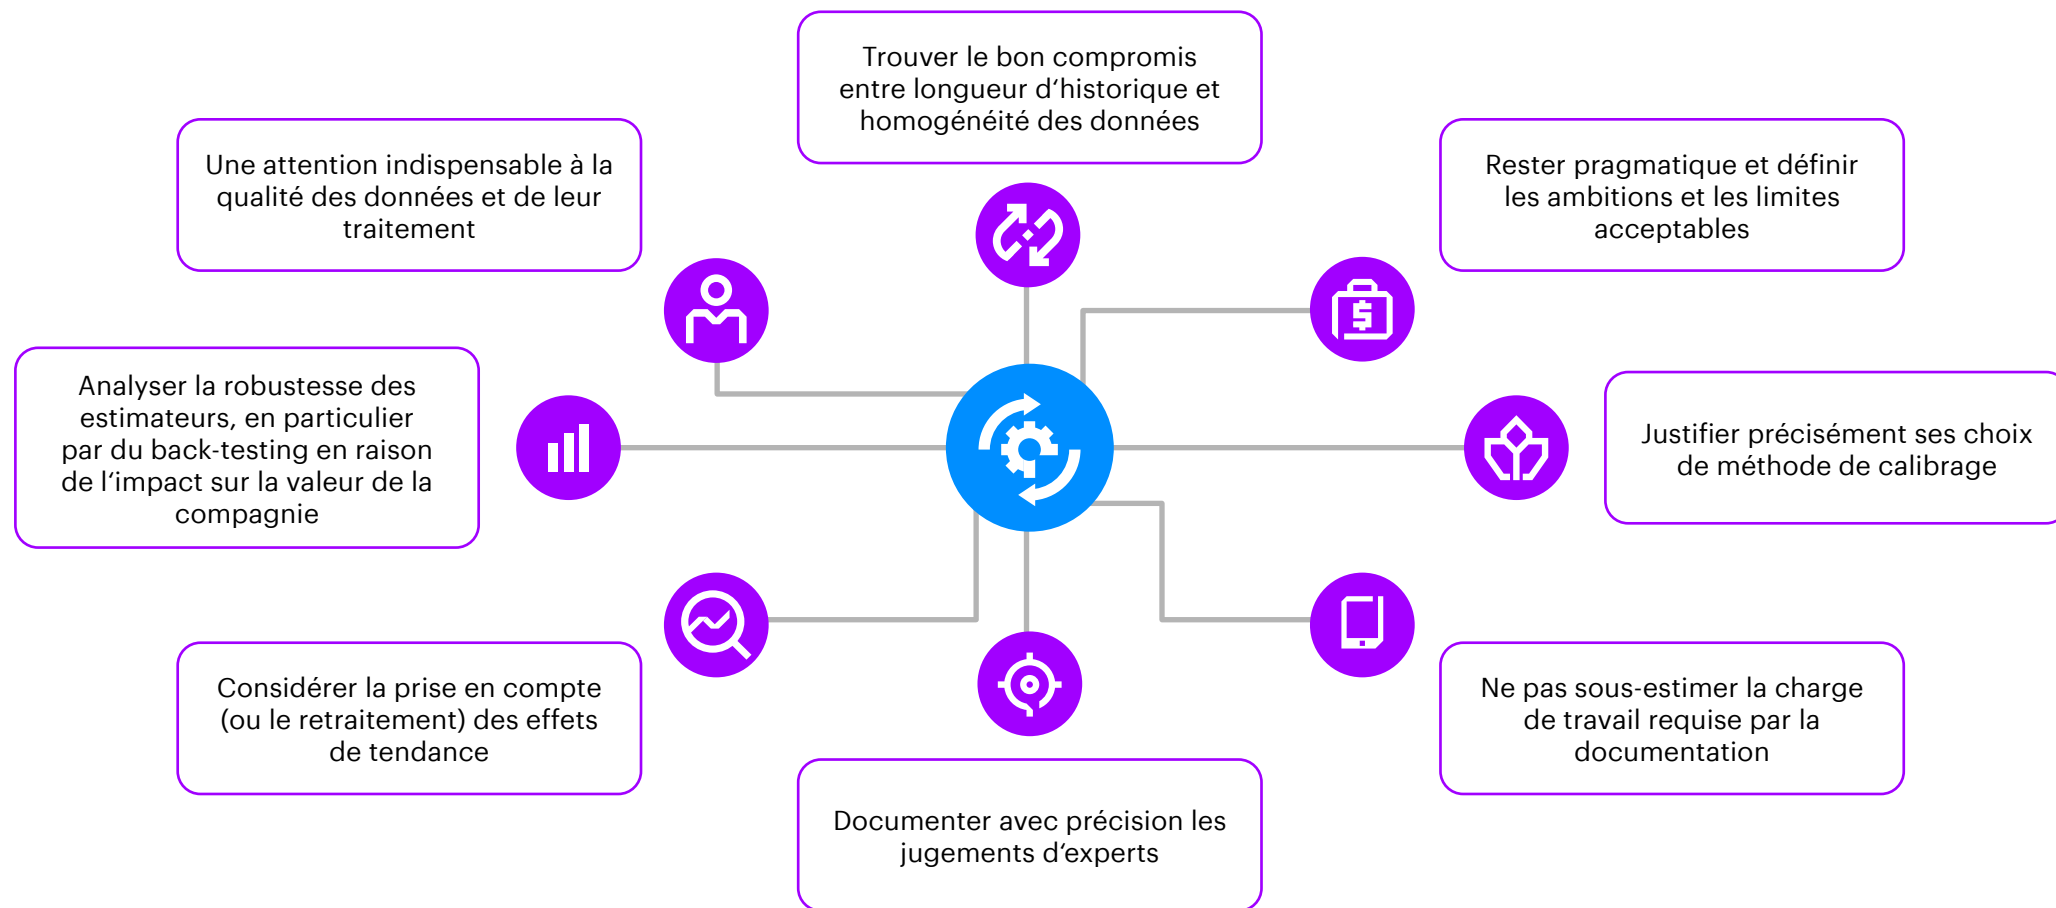 Trouver le bon compromis
entre longueur d‘historique et
homogénéité des données
Une attention indispensable à la
qualité des données et de leur
traitement
Rester pragmatique et définir
les ambitions et les limites
acceptables
Analyser la robustesse des
estimateurs, en particulier
par du back-testing en raison
de l‘impact sur la valeur de la
compagnie
Justifier précisément ses choix
de méthode de calibrage
Considérer la prise en compte
(ou le retraitement) des effets
de tendance
Ne pas sous-estimer la charge
de travail requise par la
documentation
Documenter avec précision les
jugements d‘experts